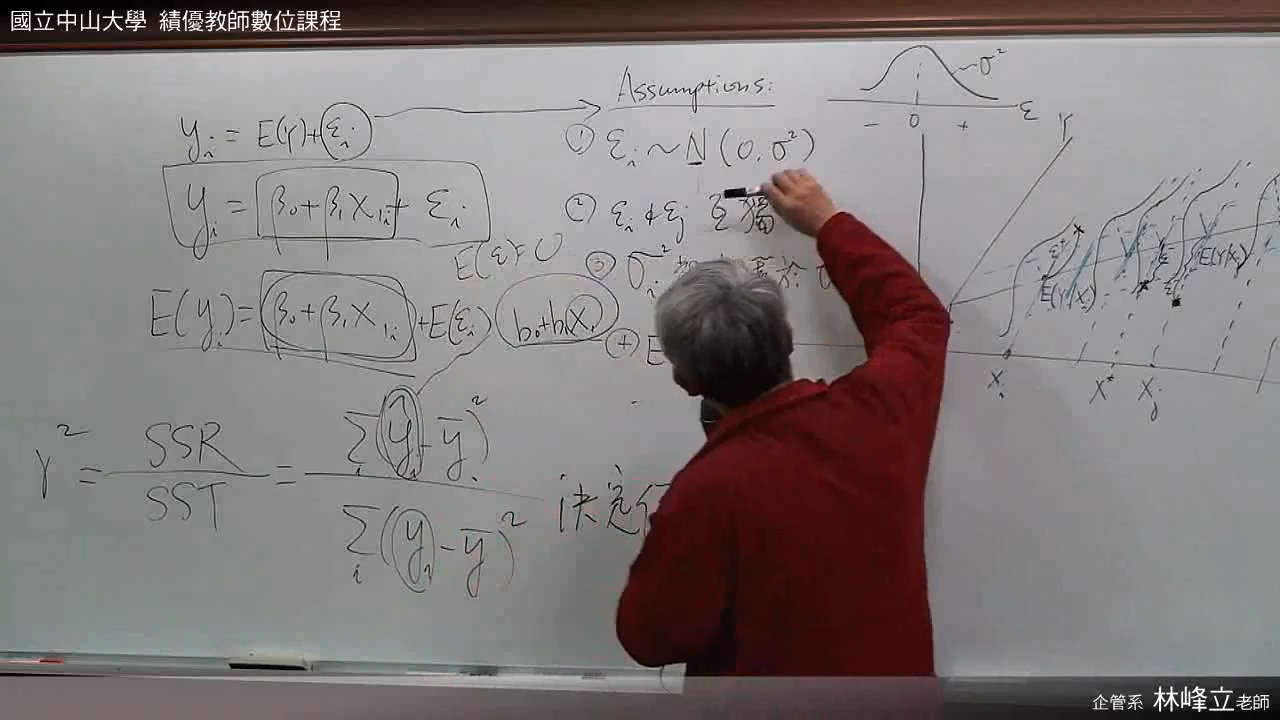 國立中山大學 績優教師數位課程
Assumptions:
σ²
ε
- 0 +
Y
yᵢ = E(Y) + εᵢ
① εᵢ ~ N (0, σ²)
yᵢ = β₀ + β₁X₁ᵢ + εᵢ
② εᵢ & εⱼ 獨
E(ε) = 0
③ σᵢ²
E(yᵢ) = β₀ + β₁X₁ᵢ + E(εᵢ)
b₀ + b₁X₁
④ E
E(Y|Xᵢ)
E(Y|Xⱼ)
Xᵢ X* Xⱼ
r² = SSR / SST = Σᵢ(ŷᵢ - ȳ)² / Σᵢ(yᵢ - ȳ)²
決定
企管系 林峰立老師